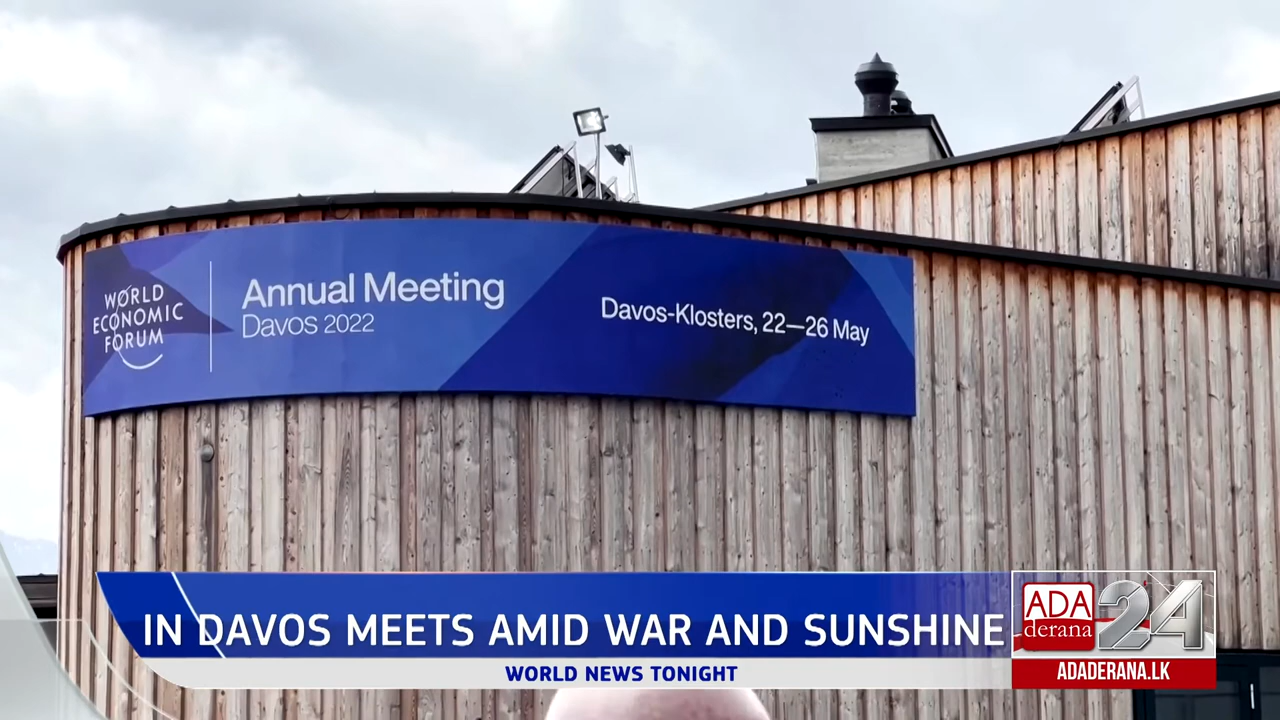 WORLD
ECONOMIC
FORUM
Annual Meeting
Davos 2022
Davos-Klosters, 22—26 May
IN DAVOS MEETS AMID WAR AND SUNSHINE
WORLD NEWS TONIGHT
ADA
derana
24
ADADERANA.LK